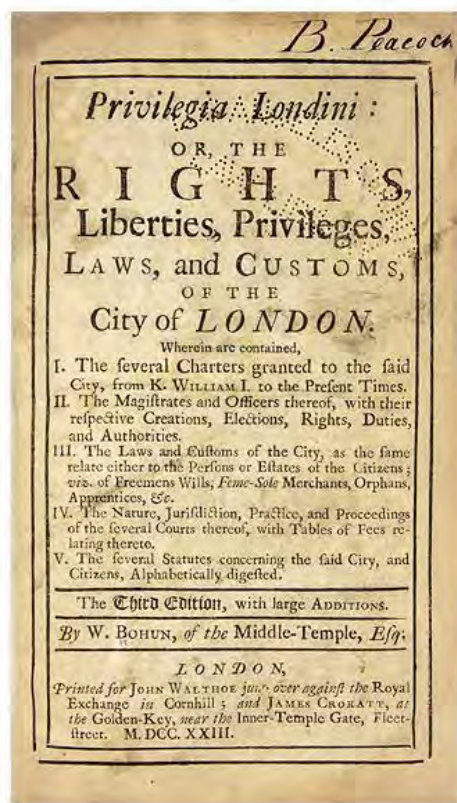 B. Peacock
Privilegia Londini:
OR, THE
RIGHTS,
Liberties, Privileges,
LAWS, and CUSTOMS,
OF THE
City of LONDON.
Wherein are contained,
I. The ſeveral Charters granted to the ſaid
City, from K. WILLIAM I. to the Preſent Times.
II. The Magiſtrates and Officers thereof, with their
reſpective Creations, Elections, Rights, Duties,
and Authorities.
III. The Laws and Cuſtoms of the City, as the ſame
relate either to the Perſons or Eſtates of the Citizens;
viz. of Freemens Wills, Feme-Sole Merchants, Orphans,
Apprentices, &c.
IV. The Nature, Juriſdiction, Practice, and Proceedings
of the ſeveral Courts thereof, with Tables of Fees re-
lating thereto.
V. The ſeveral Statutes concerning the ſaid City, and
Citizens, Alphabetically digeſted.
The Third Edition, with large ADDITIONS.
By W. BOHUN, of the Middle-Temple, Eſq;
LONDON,
Printed for JOHN WALTHOE junr. over againſt the Royal
Exchange in Cornhill; and JAMES CROKATT, at
the Golden-Key, near the Inner-Temple Gate, Fleet-
ſtreet. M.DCC.XXIII.